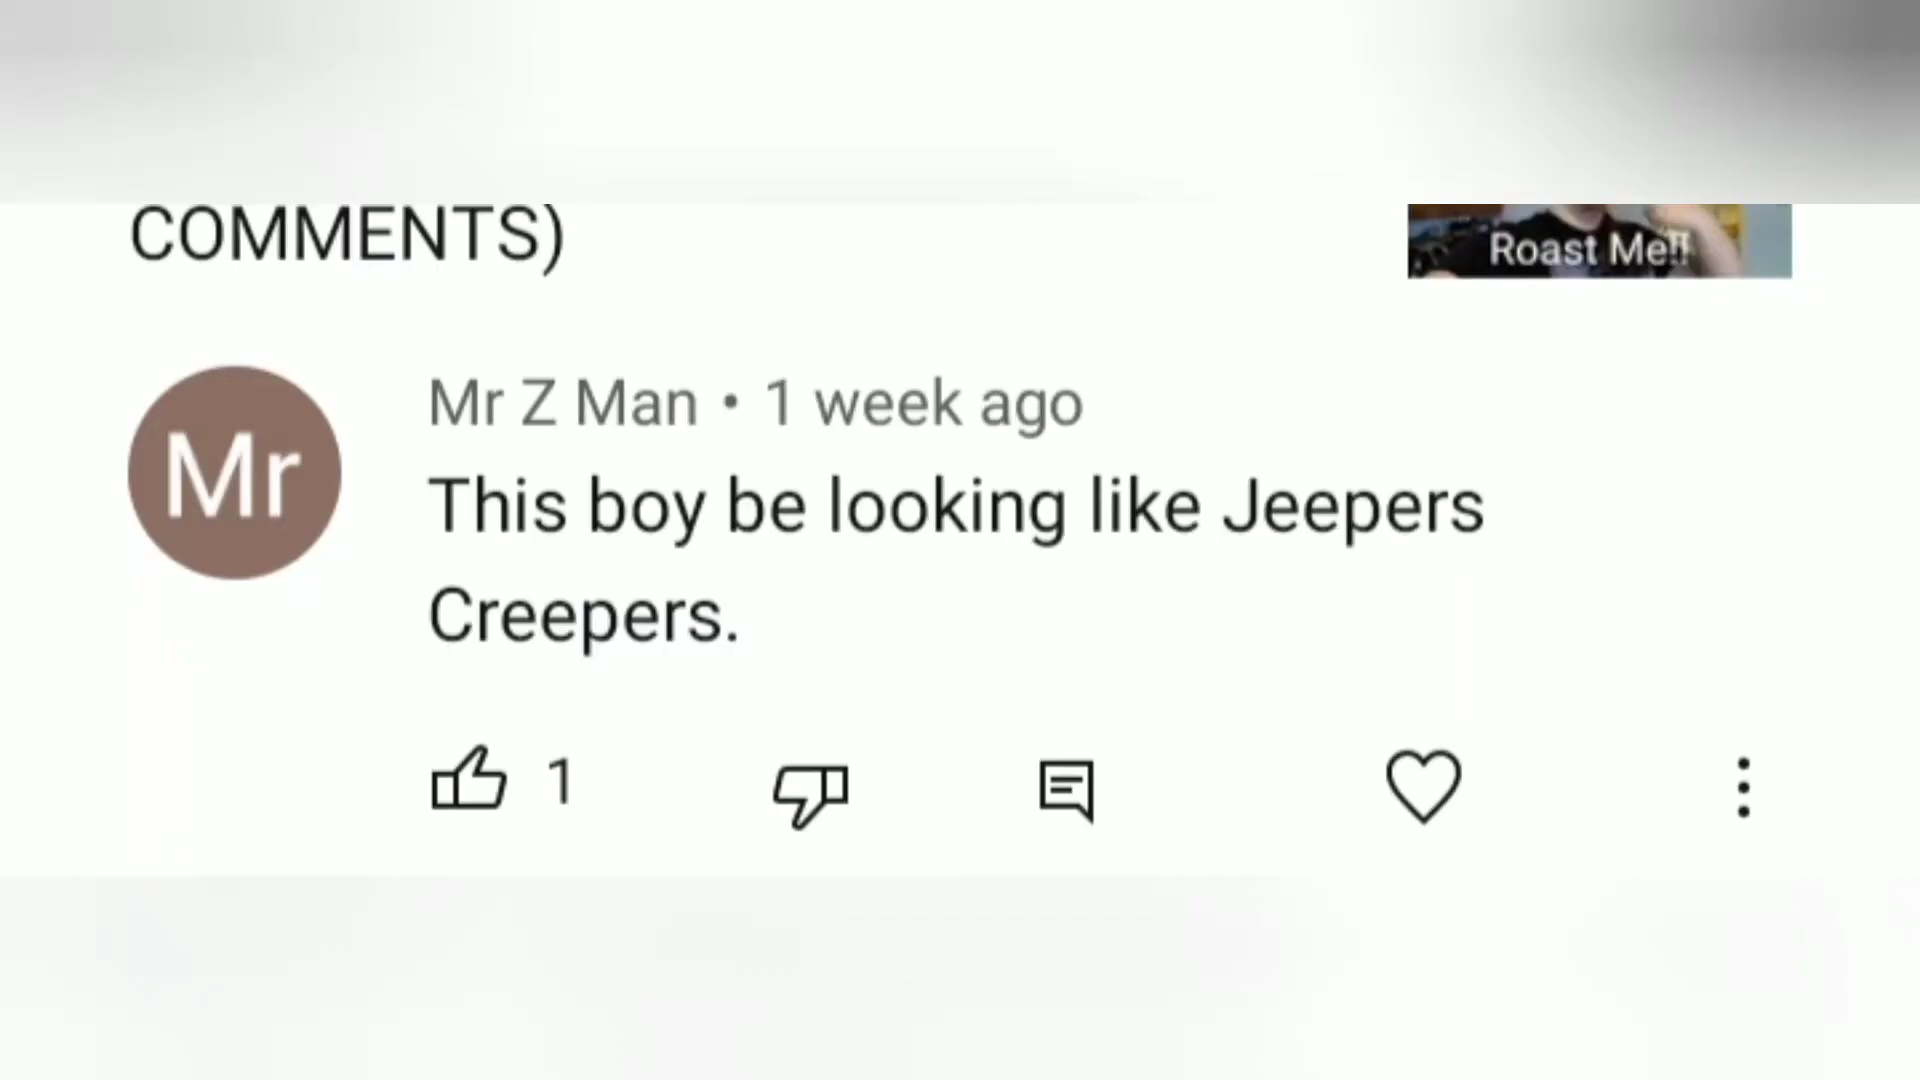 COMMENTS)
Roast Me!!
Mr
Mr Z Man • 1 week ago
This boy be looking like Jeepers
Creepers.
1